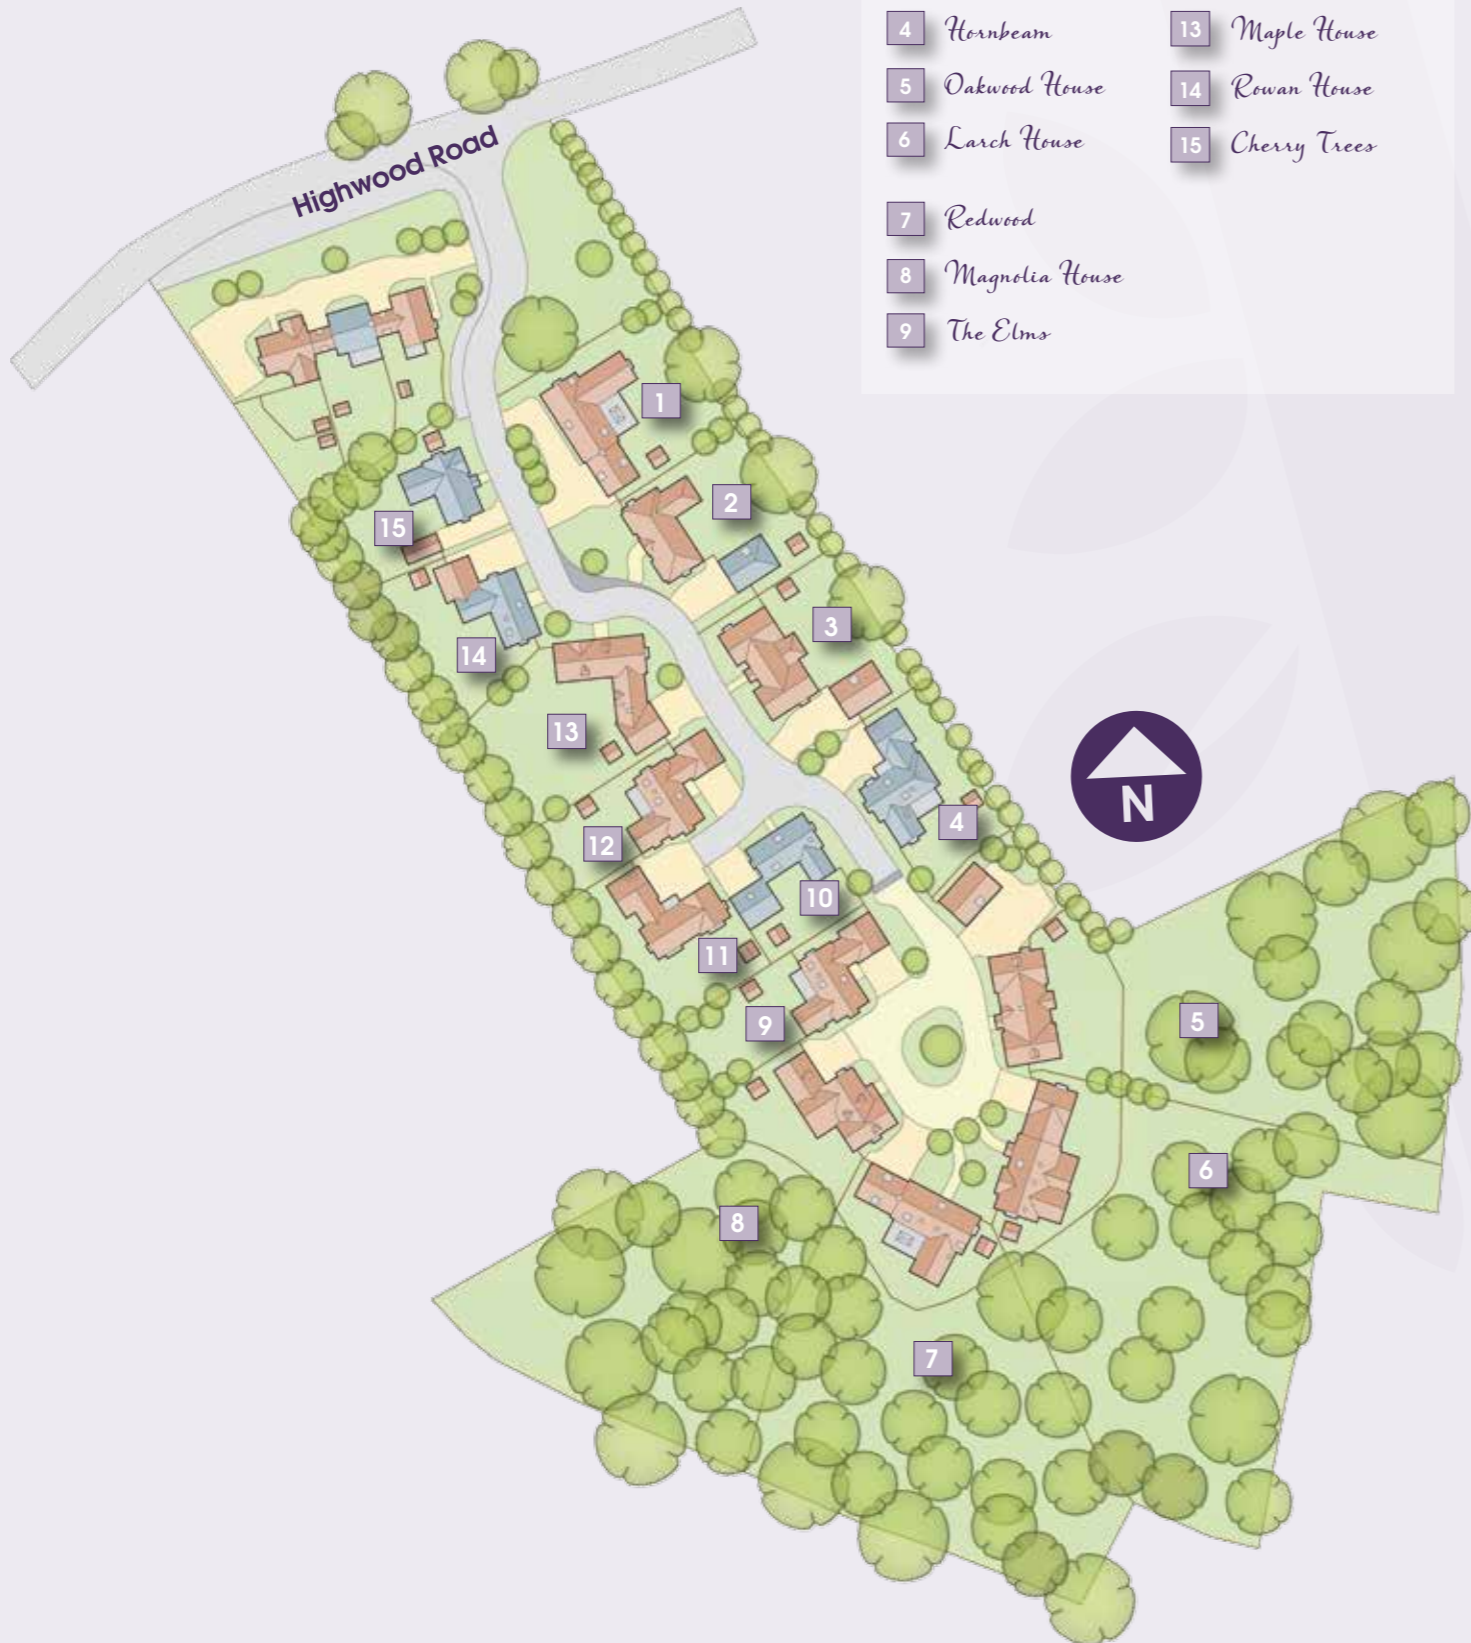 4 Hornbeam
5 Oakwood House
6 Larch House
7 Redwood
8 Magnolia House
9 The Elms
13 Maple House
14 Rowan House
15 Cherry Trees
Highwood Road
1
2
15
3
14
13
N
4
12
10
11
5
9
6
8
7